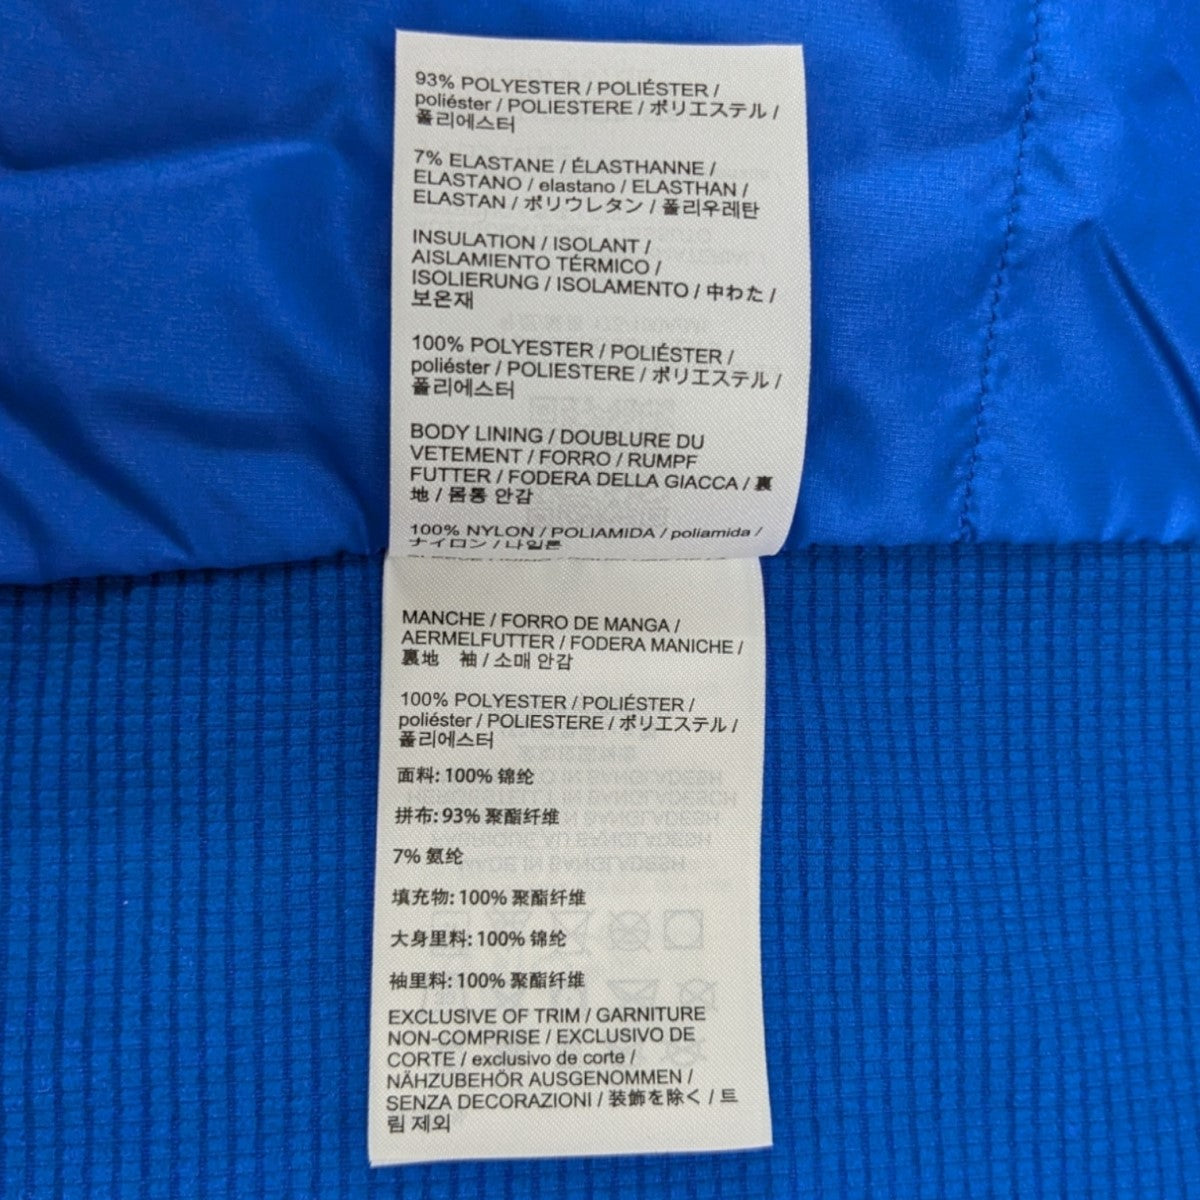 93% POLYESTER / POLIÉSTER /
poliéster / POLIESTERE / ポリエステル /
폴리에스터
7% ELASTANE / ÉLASTHANNE /
ELASTANO / elastano / ELASTHAN /
ELASTAN / ポリウレタン / 폴리우레탄
INSULATION / ISOLANT /
AISLAMIENTO TÉRMICO /
ISOLIERUNG / ISOLAMENTO / 中わた /
보온재
100% POLYESTER / POLIÉSTER /
poliéster / POLIESTERE / ポリエステル /
폴리에스터
BODY LINING / DOUBLURE DU
VETEMENT / FORRO / RUMPF
FUTTER / FODERA DELLA GIACCA / 裏
地 / 몸통 안감
100% NYLON / POLIAMIDA / poliamida /
ナイロン / 나일론
MANCHE / FORRO DE MANGA /
AERMELFUTTER / FODERA MANICHE /
裏地 袖 / 소매 안감
100% POLYESTER / POLIÉSTER /
poliéster / POLIESTERE / ポリエステル /
폴리에스터
面料: 100% 锦纶
拼布: 93% 聚酯纤维
7% 氨纶
填充物: 100% 聚酯纤维
大身里料: 100% 锦纶
袖里料: 100% 聚酯纤维
EXCLUSIVE OF TRIM / GARNITURE
NON-COMPRISE / EXCLUSIVO DE
CORTE / exclusivo de corte /
NÄHZUBEHÖR AUSGENOMMEN /
SENZA DECORAZIONI / 装飾を除く / 트
림 제외